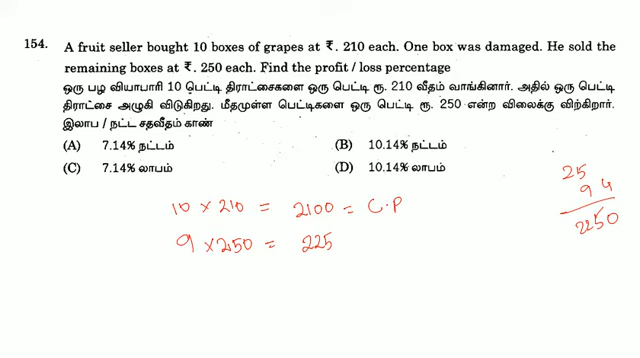 154. A fruit seller bought 10 boxes of grapes at ₹. 210 each. One box was damaged. He sold the
remaining boxes at ₹. 250 each. Find the profit / loss percentage
ஒரு பழ வியாபாரி 10 பெட்டி திராட்சைகளை ஒரு பெட்டி ரூ. 210 வீதம் வாங்கினார். அதில் ஒரு பெட்டி
திராட்சை அழுகி விடுகிறது. மீதமுள்ள பெட்டிகளை ஒரு பெட்டி ரூ. 250 என்ற விலைக்கு விற்கிறார்.
இலாப / நட்ட சதவீதம் காண்
(A) 7.14% நட்டம் (B) 10.14% நட்டம்
(C) 7.14% லாபம் (D) 10.14% லாபம்
10 × 210 = 2100 = C.P
9 × 250 = 225
25
9 4
2250